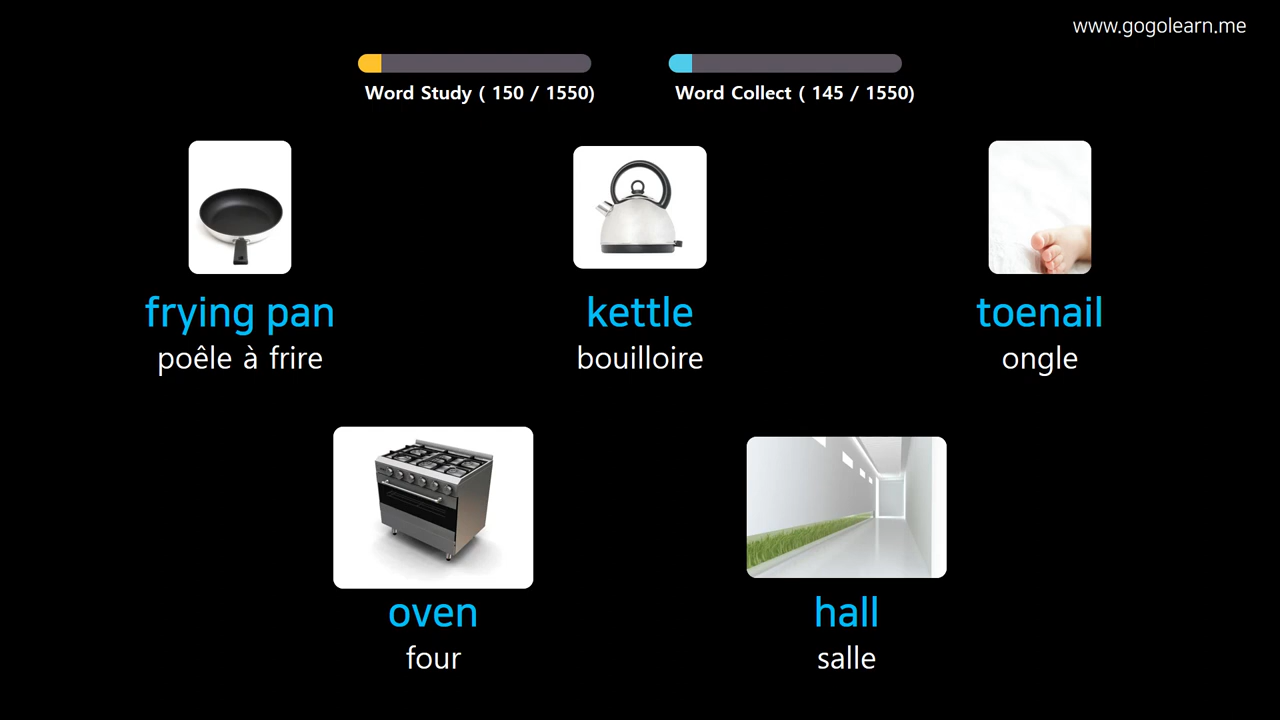 www.gogolearn.me
Word Study ( 150 / 1550)
Word Collect ( 145 / 1550)
frying pan
poêle à frire
kettle
bouilloire
toenail
ongle
oven
four
hall
salle